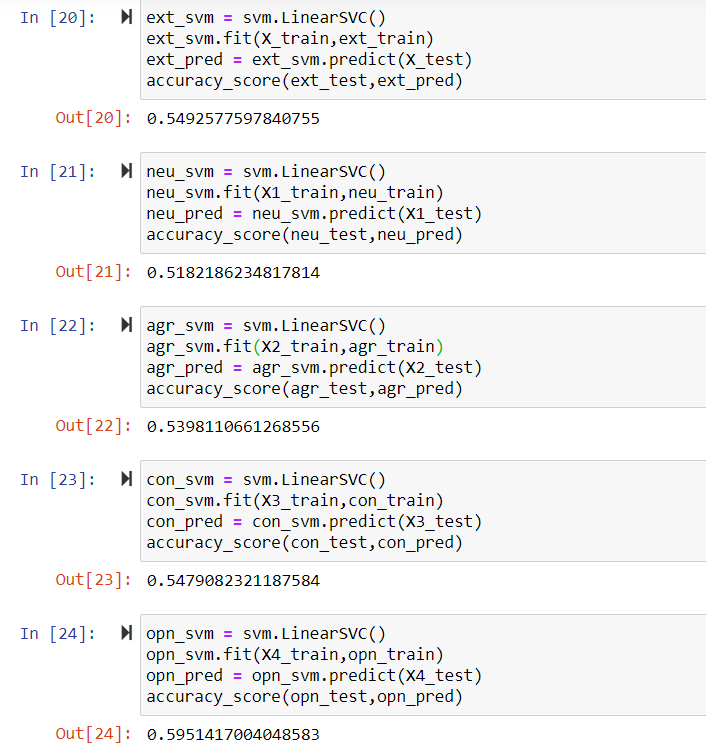 In [20]: ext_svm = svm.LinearSVC()
ext_svm.fit(X_train,ext_train)
ext_pred = ext_svm.predict(X_test)
accuracy_score(ext_test,ext_pred)
Out[20]: 0.5492577597840755
In [21]: neu_svm = svm.LinearSVC()
neu_svm.fit(X1_train,neu_train)
neu_pred = neu_svm.predict(X1_test)
accuracy_score(neu_test,neu_pred)
Out[21]: 0.5182186234817814
In [22]: agr_svm = svm.LinearSVC()
agr_svm.fit(X2_train,agr_train)
agr_pred = agr_svm.predict(X2_test)
accuracy_score(agr_test,agr_pred)
Out[22]: 0.5398110661268556
In [23]: con_svm = svm.LinearSVC()
con_svm.fit(X3_train,con_train)
con_pred = con_svm.predict(X3_test)
accuracy_score(con_test,con_pred)
Out[23]: 0.5479082321187584
In [24]: opn_svm = svm.LinearSVC()
opn_svm.fit(X4_train,opn_train)
opn_pred = opn_svm.predict(X4_test)
accuracy_score(opn_test,opn_pred)
Out[24]: 0.5951417004048583